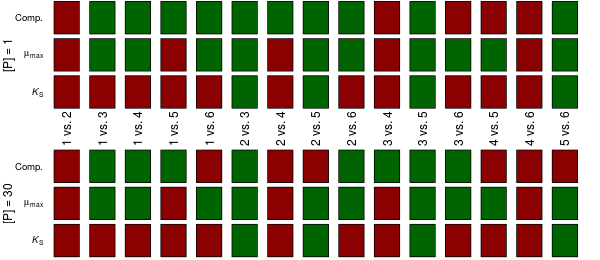 [P] = 1
Comp.
μmax
KS
1 vs. 2
1 vs. 3
1 vs. 4
1 vs. 5
1 vs. 6
2 vs. 3
2 vs. 4
2 vs. 5
2 vs. 6
3 vs. 4
3 vs. 5
3 vs. 6
4 vs. 5
4 vs. 6
5 vs. 6
[P] = 30
Comp.
μmax
KS